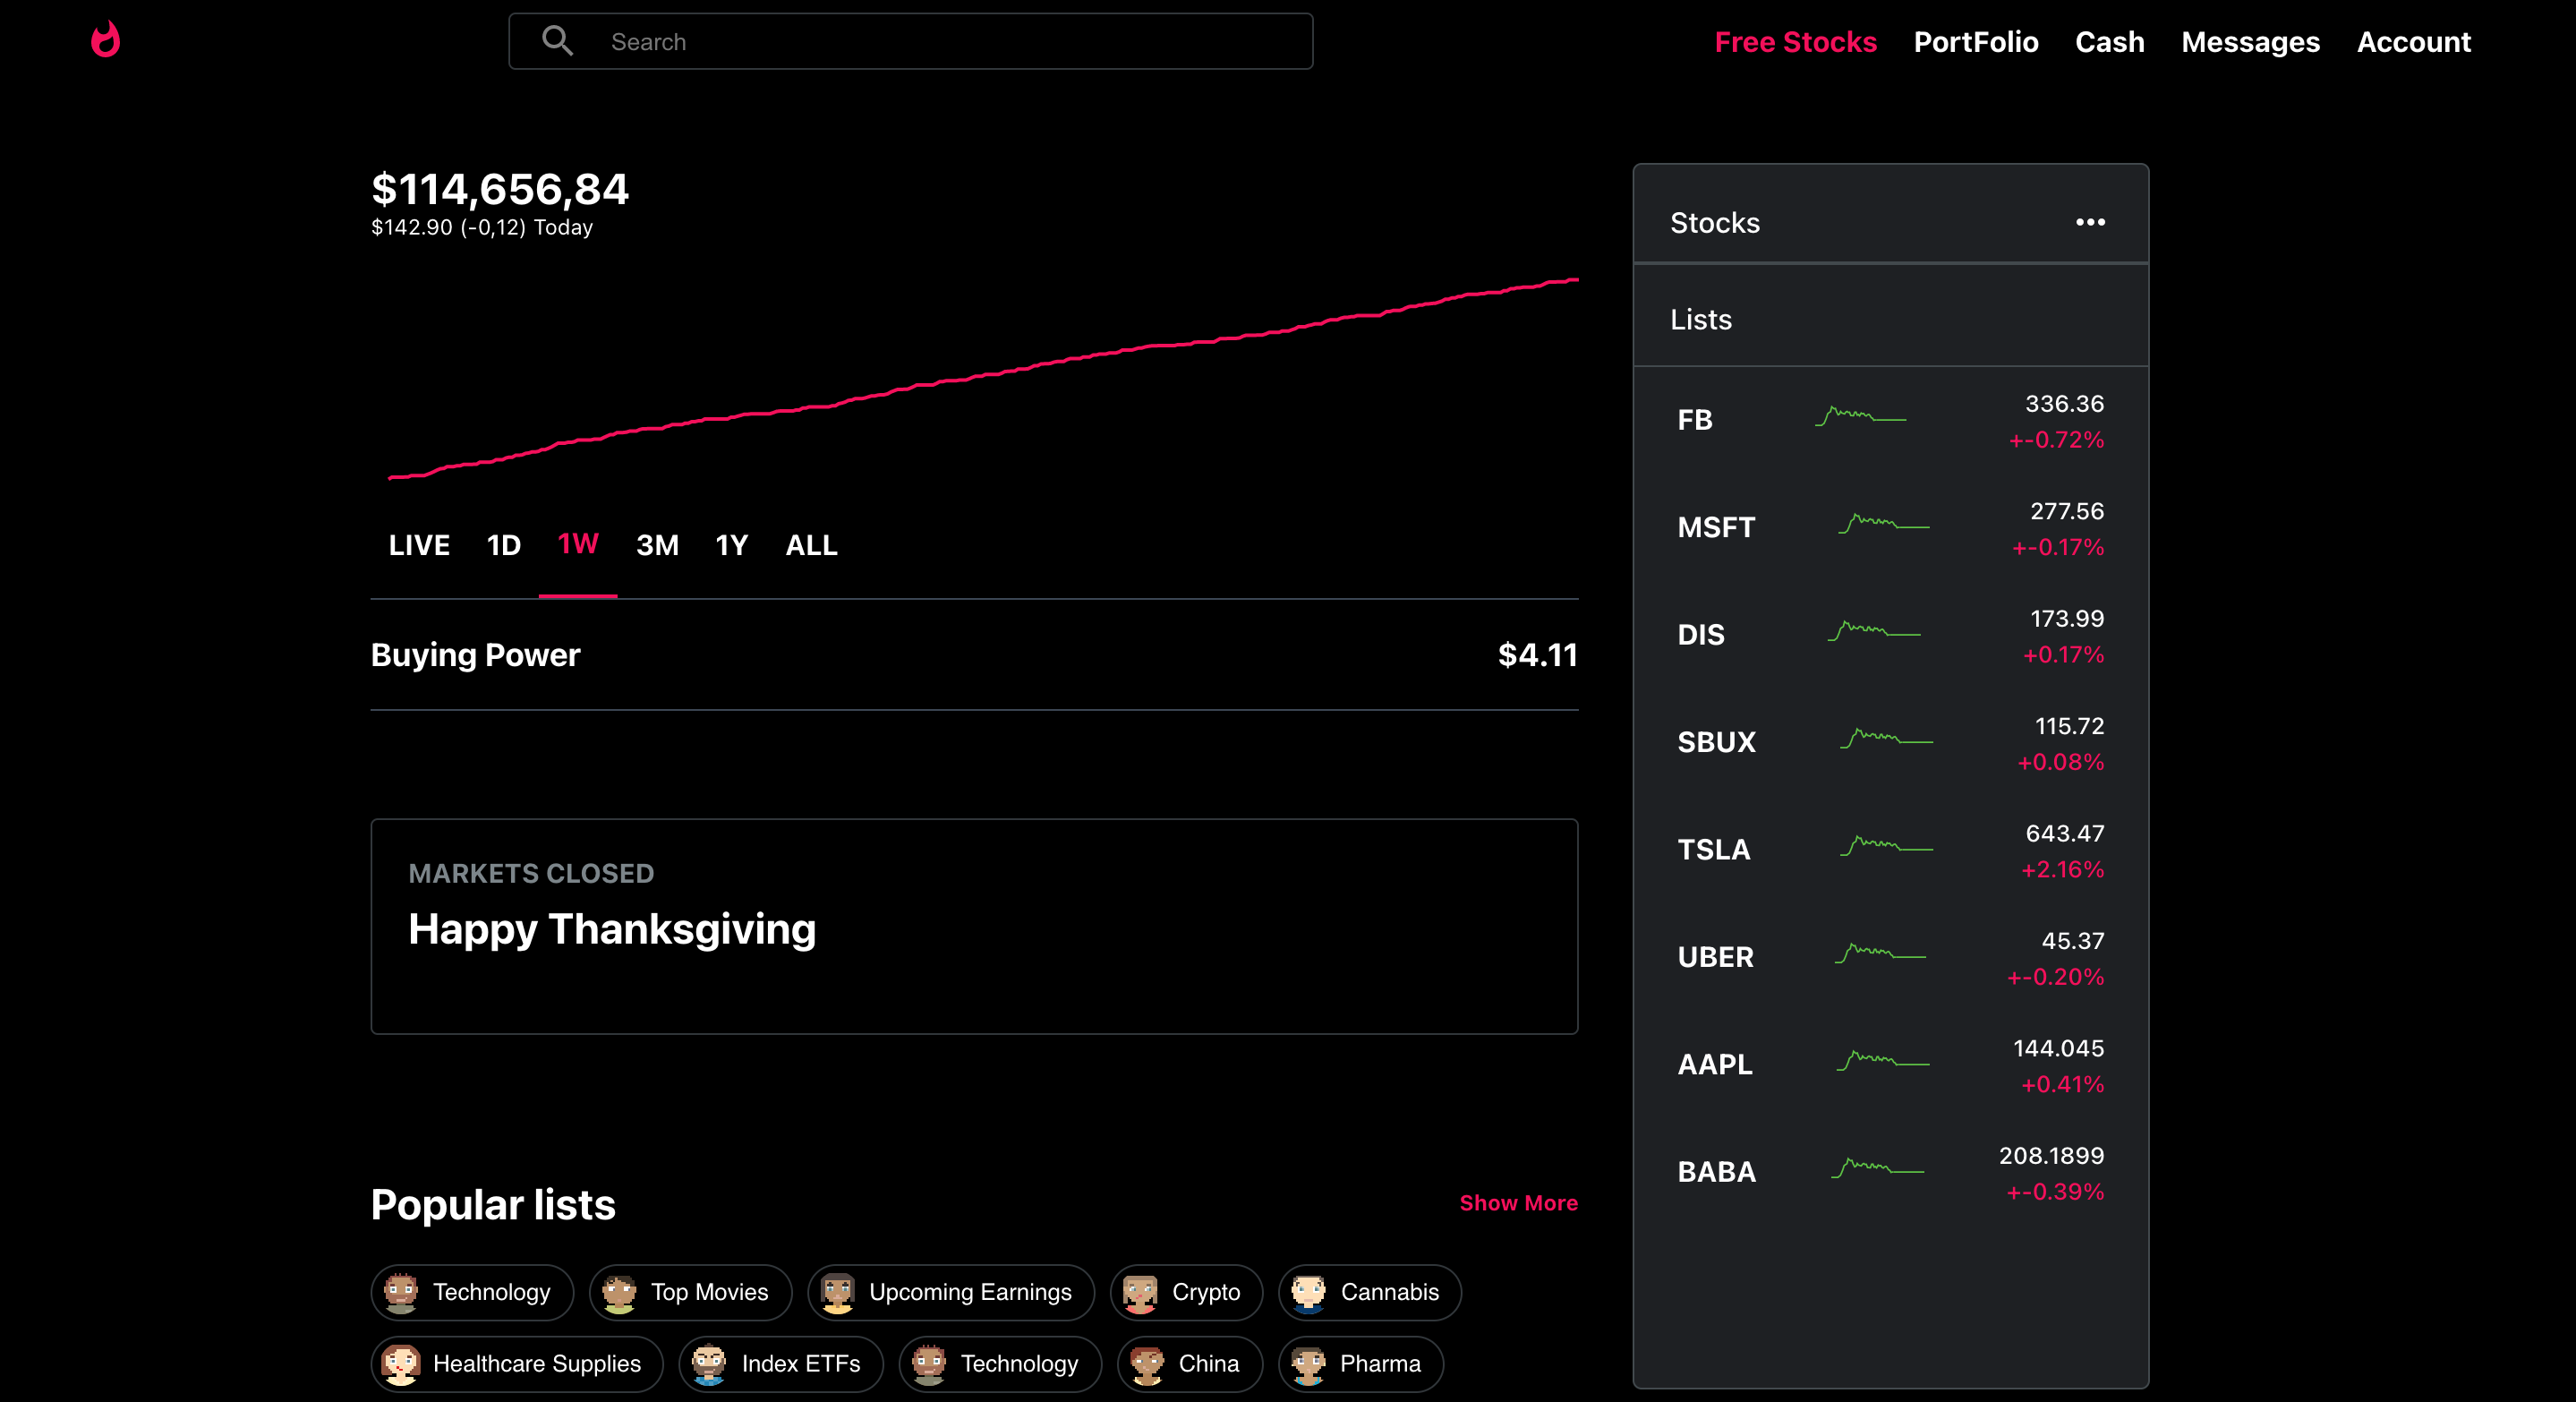 Search
Free Stocks PortFolio Cash Messages Account
$114,656,84
$142.90 (-0,12) Today
LIVE 1D 1W 3M 1Y ALL
Buying Power $4.11
MARKETS CLOSED
Happy Thanksgiving
Popular lists Show More
Technology Top Movies Upcoming Earnings Crypto Cannabis
Healthcare Supplies Index ETFs Technology China Pharma
Stocks
Lists
FB 336.36
+-0.72%
MSFT 277.56
+-0.17%
DIS 173.99
+0.17%
SBUX 115.72
+0.08%
TSLA 643.47
+2.16%
UBER 45.37
+-0.20%
AAPL 144.045
+0.41%
BABA 208.1899
+-0.39%